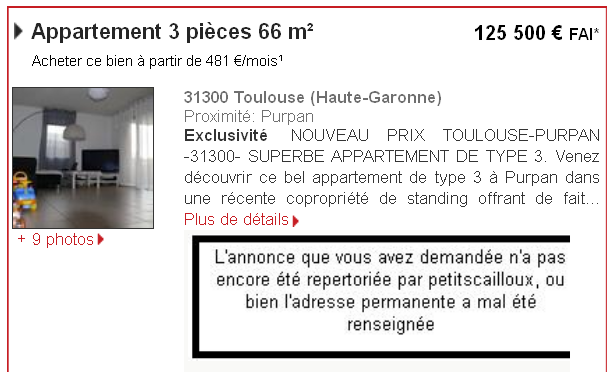 Appartement 3 pièces 66 m²
125 500 € FAI*
Acheter ce bien à partir de 481 €/mois¹
31300 Toulouse (Haute-Garonne)
Proximité: Purpan
Exclusivité NOUVEAU PRIX TOULOUSE-PURPAN
-31300- SUPERBE APPARTEMENT DE TYPE 3. Venez
découvrir ce bel appartement de type 3 à Purpan dans
une récente copropriété de standing offrant de fait...
Plus de détails
+ 9 photos
L'annonce que vous avez demandée n'a pas
encore été repertoriée par petitscailloux, ou
bien l'adresse permanente a mal été
renseignée